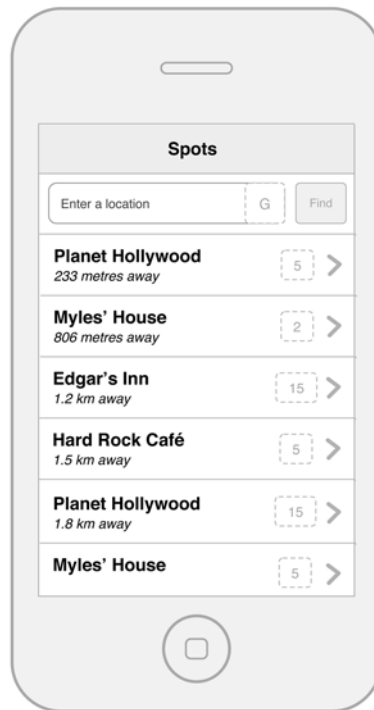 Spots
Enter a location G Find
Planet Hollywood
233 metres away
5
Myles’ House
806 metres away
2
Edgar’s Inn
1.2 km away
15
Hard Rock Café
1.5 km away
5
Planet Hollywood
1.8 km away
15
Myles’ House
5